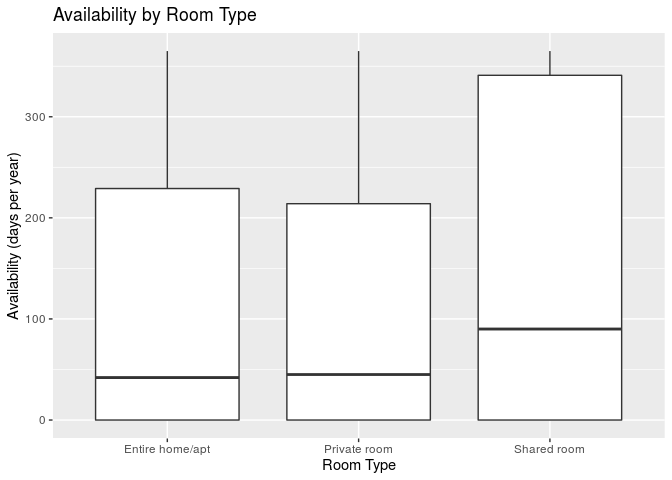 Availability by Room Type
Availability (days per year)
300
200
100
0
Entire home/apt
Private room
Shared room
Room Type